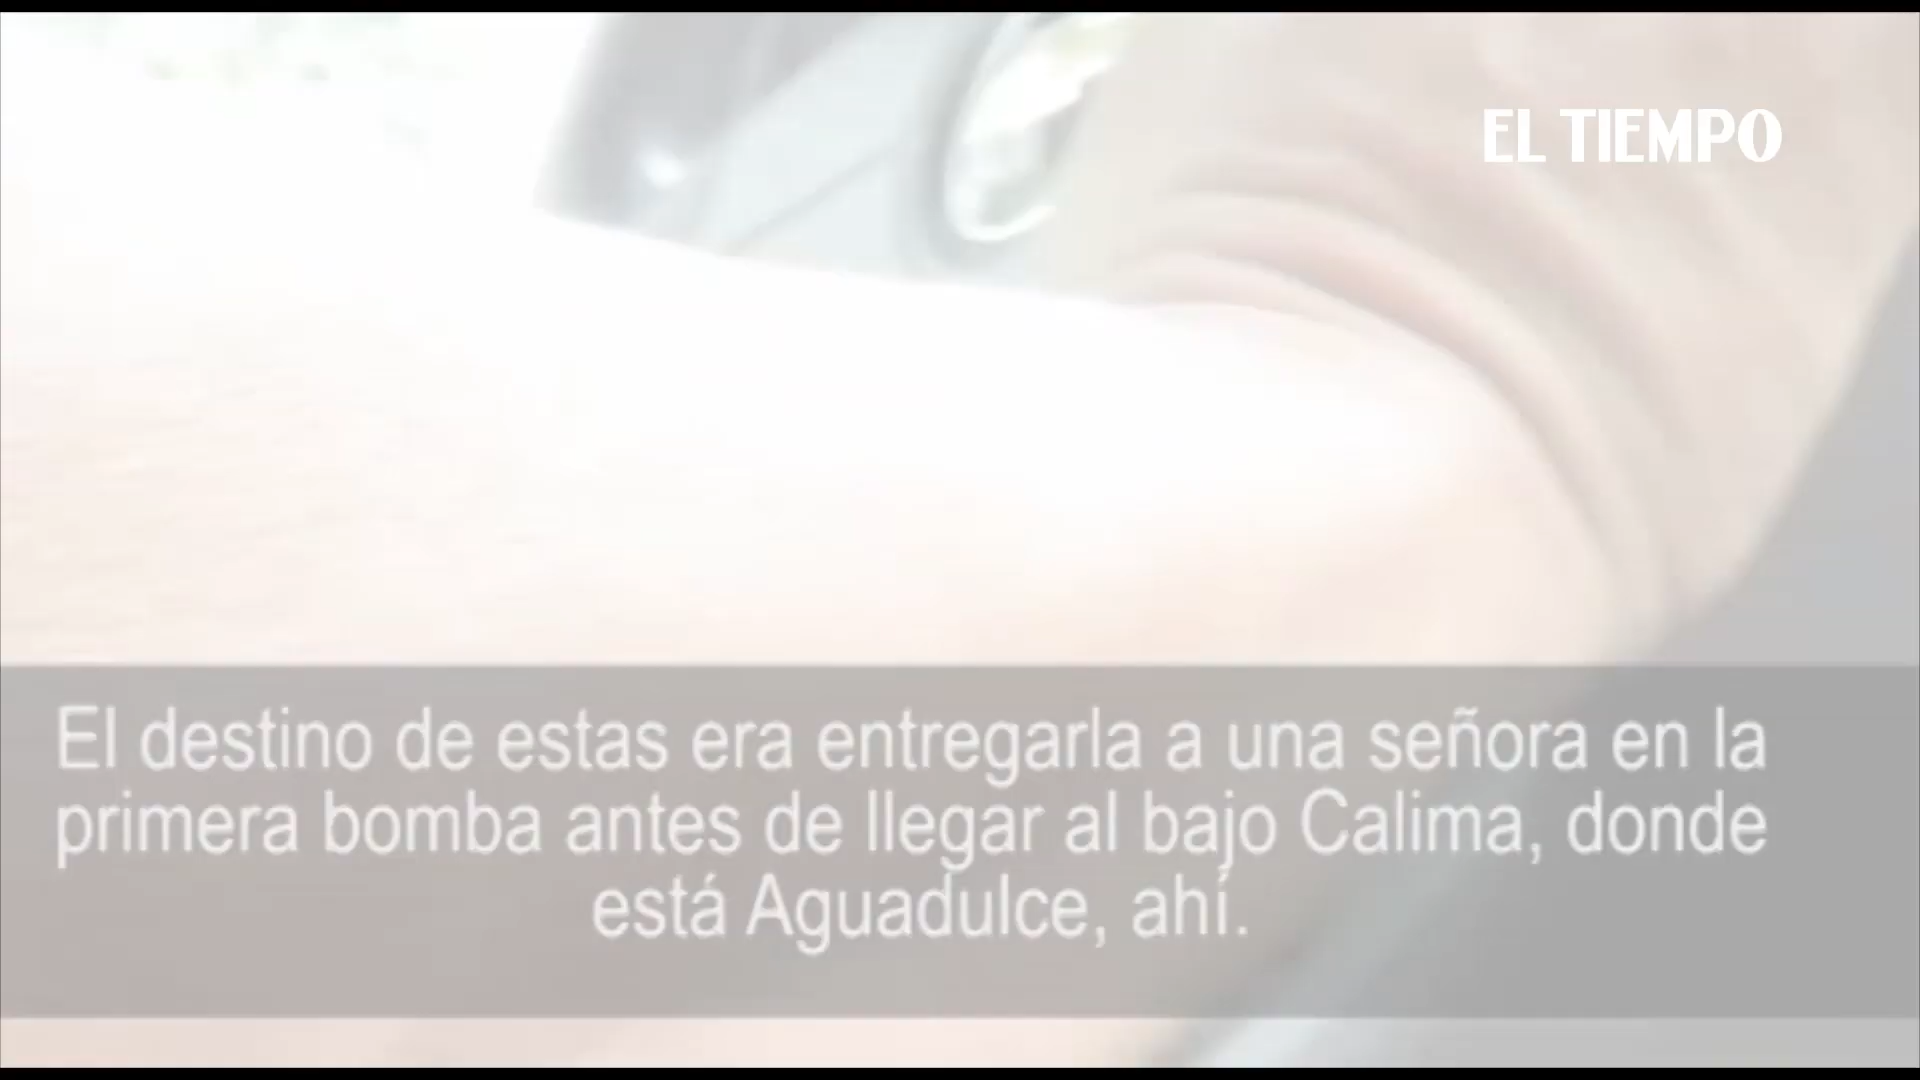 EL TIEMPO
El destino de estas era entregarla a una señora en la
primera bomba antes de llegar al bajo Calima, donde
está Aguadulce, ahí.